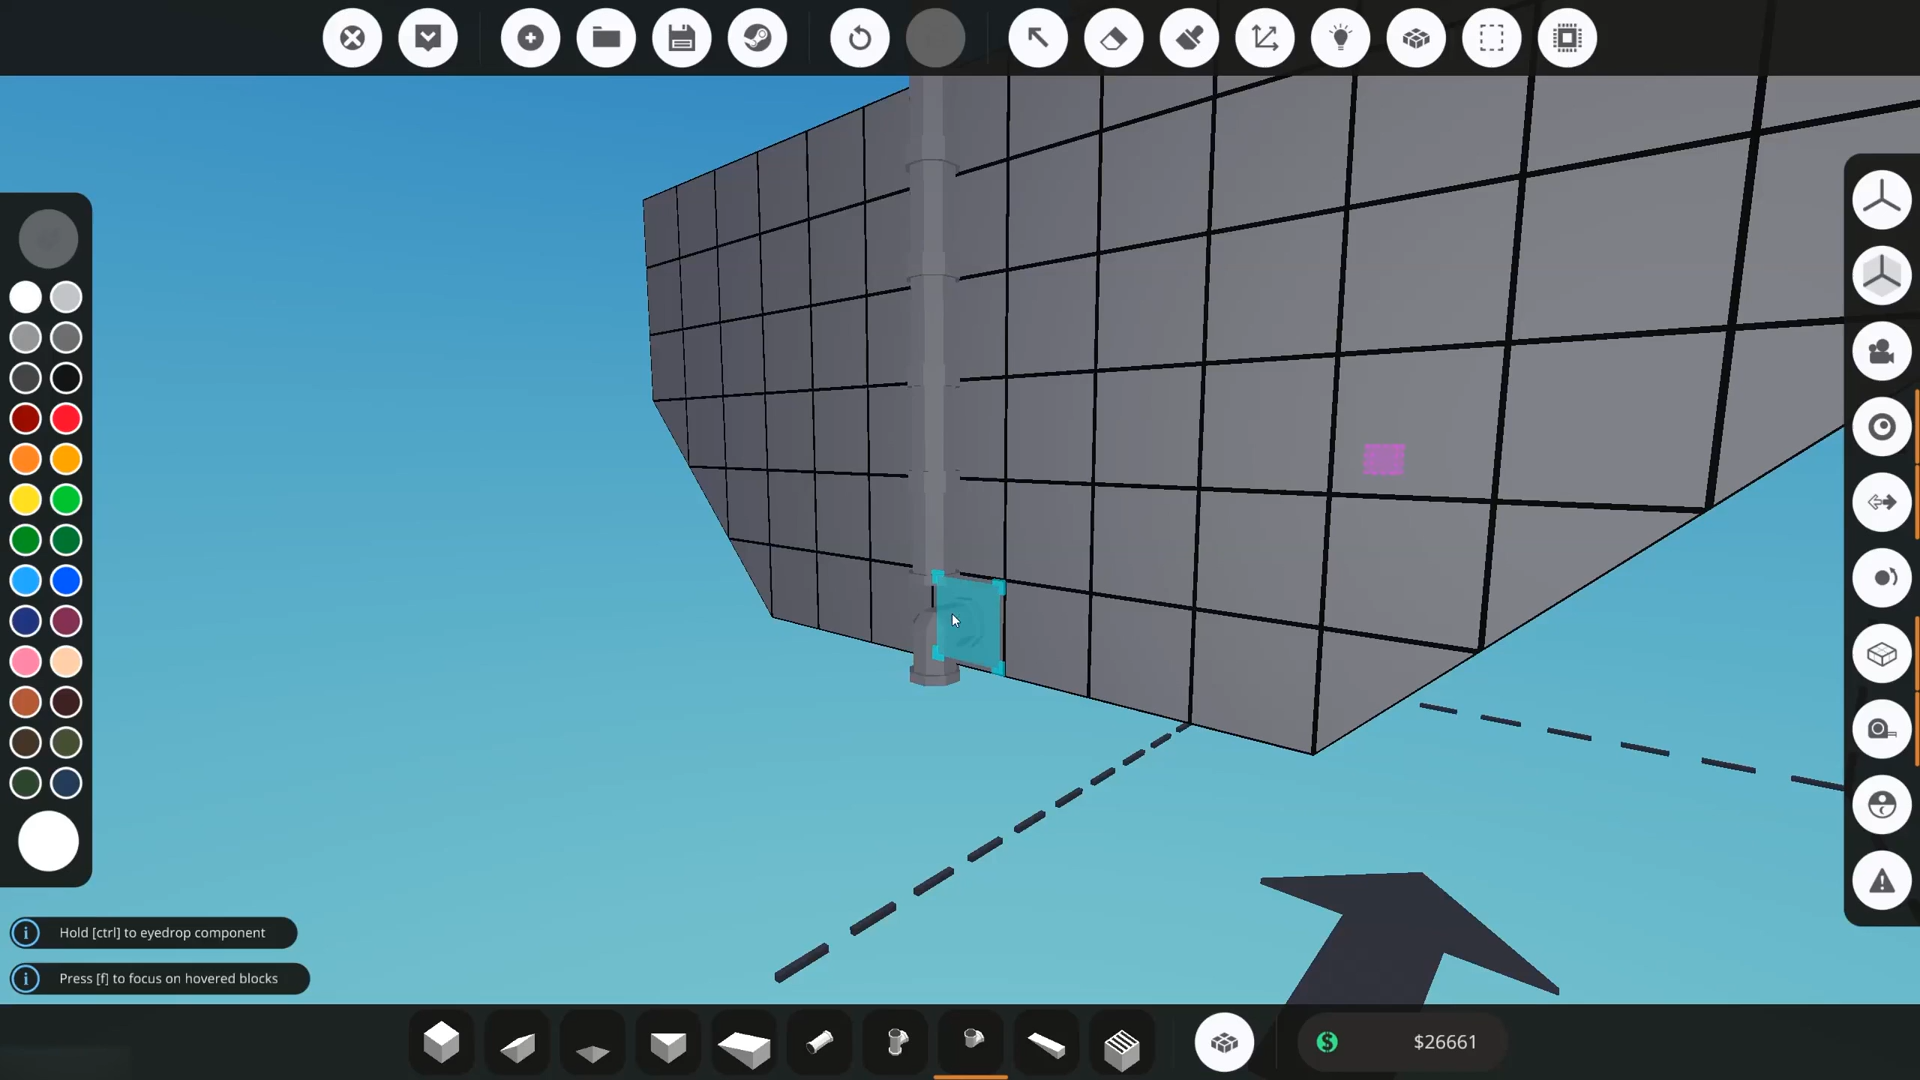 Hold [ctrl] to eyedrop component
Press [f] to focus on hovered blocks
$26661